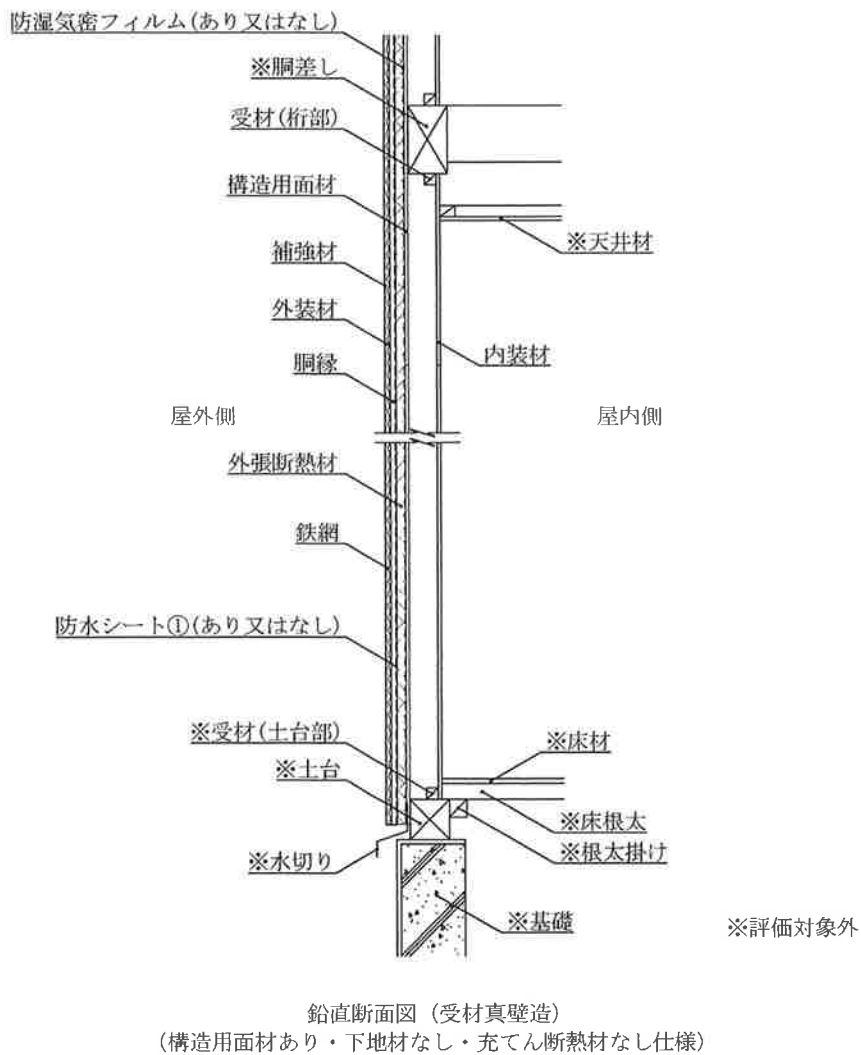 防湿気密フィルム(あり又はなし)
※胴差し
受材(桁部)
構造用面材
※天井材
補強材
外装材
胴縁
内装材
屋外側
屋内側
外張断熱材
鉄網
防水シート①(あり又はなし)
※受材(土台部)
※床材
※土台
※床根太
※根太掛け
※水切り
※基礎
※評価対象外
鉛直断面図（受材真壁造）
（構造用面材あり・下地材なし・充てん断熱材なし仕様）